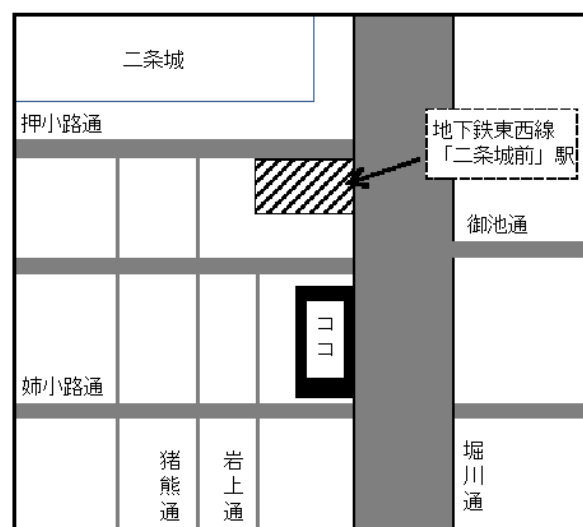 二条城
押小路通
地下鉄東西線
「二条城前」駅
御池通
ココ
姉小路通
猪熊通
岩上通
堀川通